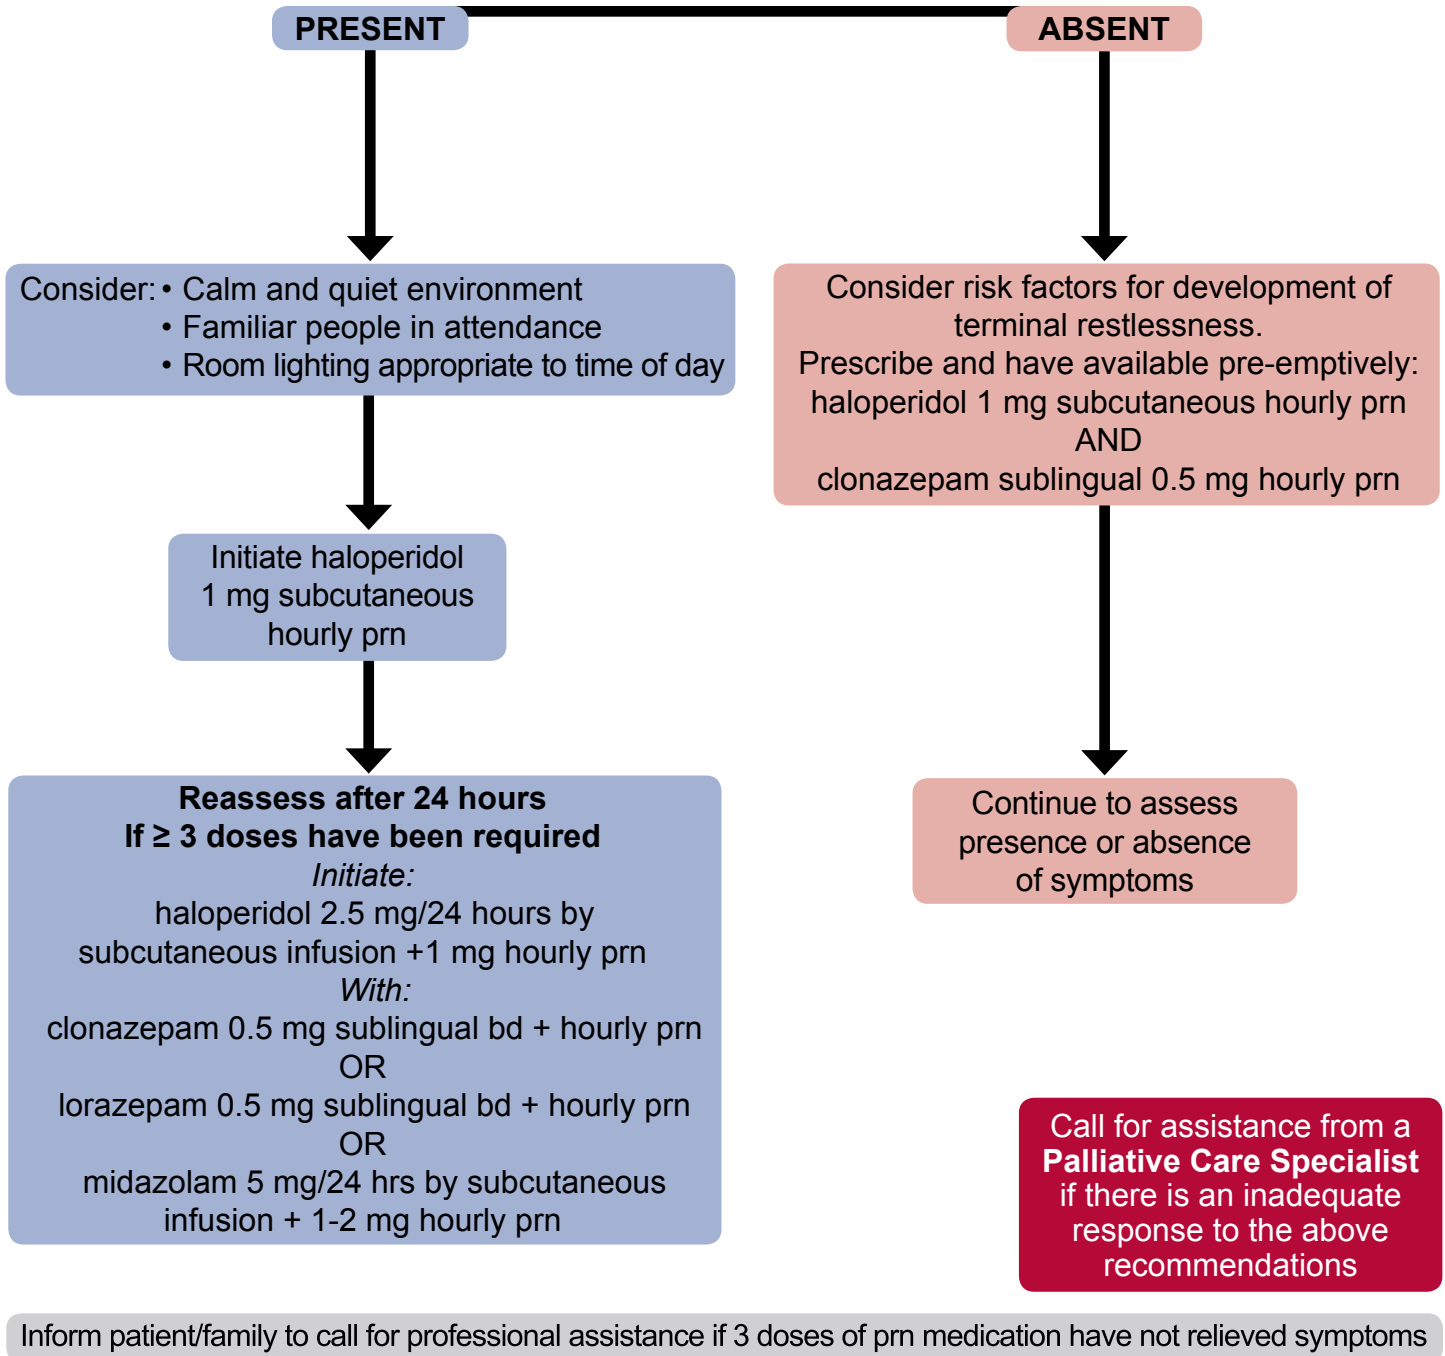 PRESENT
ABSENT
Consider: • Calm and quiet environment
• Familiar people in attendance
• Room lighting appropriate to time of day
Initiate haloperidol
1 mg subcutaneous
hourly prn
Reassess after 24 hours
If ≥ 3 doses have been required
Initiate:
haloperidol 2.5 mg/24 hours by
subcutaneous infusion +1 mg hourly prn
With:
clonazepam 0.5 mg sublingual bd + hourly prn
OR
lorazepam 0.5 mg sublingual bd + hourly prn
OR
midazolam 5 mg/24 hrs by subcutaneous
infusion + 1-2 mg hourly prn
Consider risk factors for development of
terminal restlessness.
Prescribe and have available pre-emptively:
haloperidol 1 mg subcutaneous hourly prn
AND
clonazepam sublingual 0.5 mg hourly prn
Continue to assess
presence or absence
of symptoms
Call for assistance from a
Palliative Care Specialist
if there is an inadequate
response to the above
recommendations
Inform patient/family to call for professional assistance if 3 doses of prn medication have not relieved symptoms